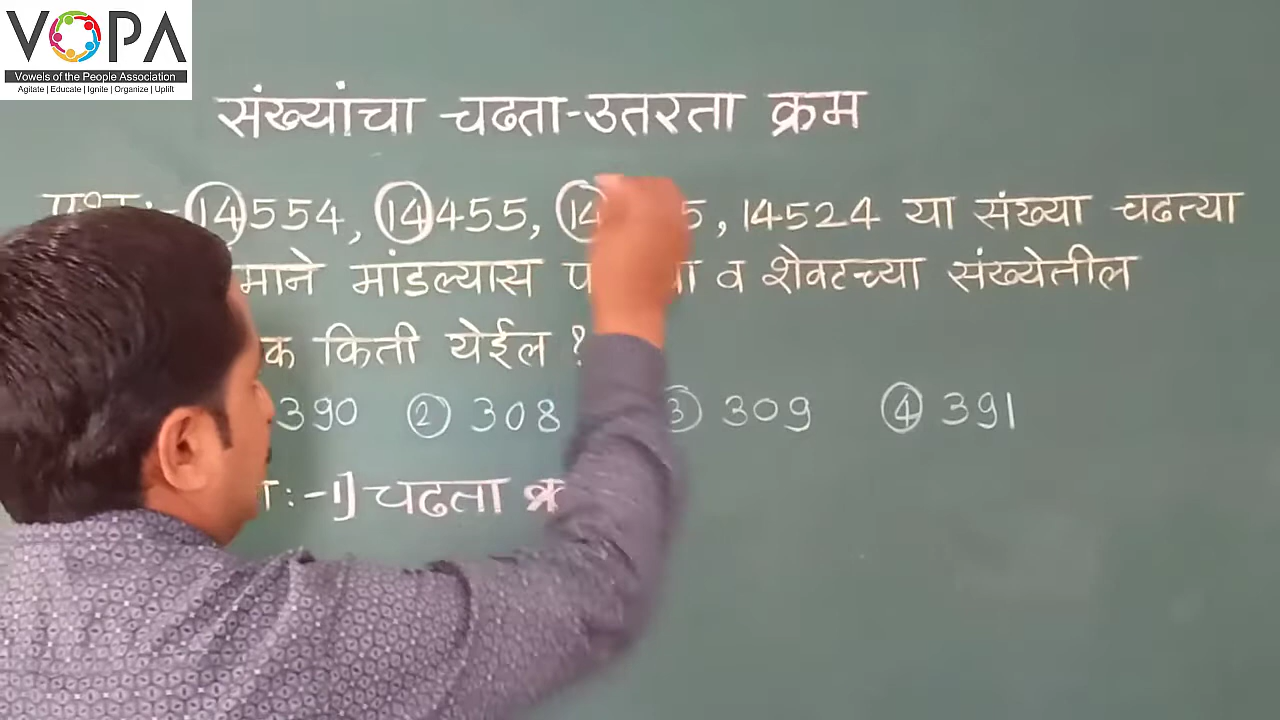 VOPA
Vowels of the People Association
Agitate | Educate | Ignite | Organize | Uplift
संख्यांचा चढता-उतरता क्रम
14554, 14455, 14 5, 14524 या संख्या चढत्या
माने मांडल्यास व शेवटच्या संख्येतील
क किती येईल ?
390 ② 308 ③ 309 ④ 391
:-1] चढता